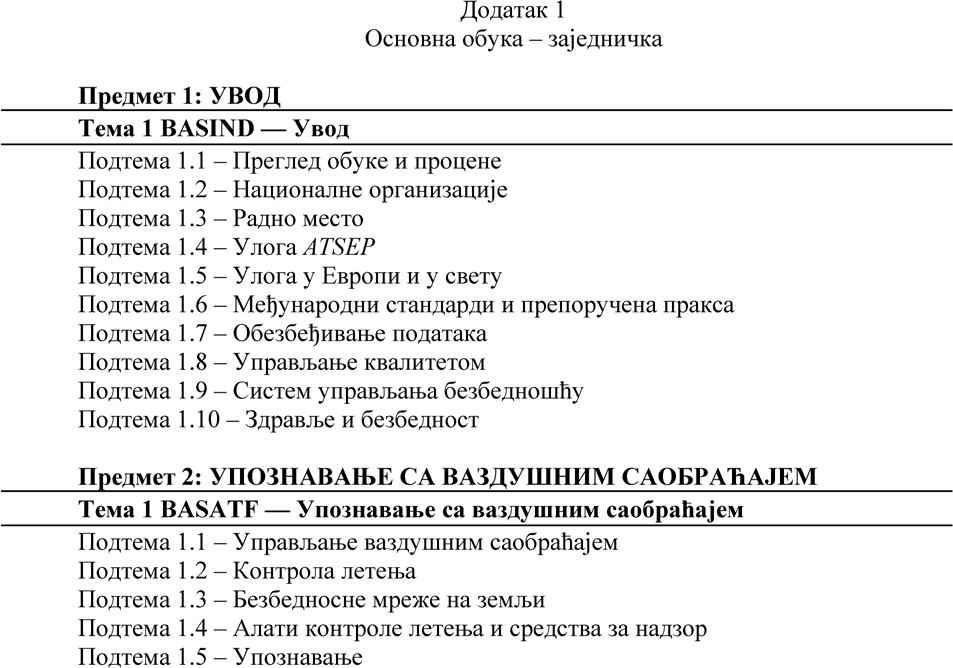 Додатак 1
Основна обука – заједничка
Предмет 1: УВОД
Тема 1 BASIND — Увод
Подтема 1.1 – Преглед обуке и процене
Подтема 1.2 – Националне организације
Подтема 1.3 – Радно место
Подтема 1.4 – Улога ATSEP
Подтема 1.5 – Улога у Европи и у свету
Подтема 1.6 – Међународни стандарди и препоручена пракса
Подтема 1.7 – Обезбеђивање података
Подтема 1.8 – Управљање квалитетом
Подтема 1.9 – Систем управљања безбедношћу
Подтема 1.10 – Здравље и безбедност
Предмет 2: УПОЗНАВАЊЕ СА ВАЗДУШНИМ САОБРАЋАЈЕМ
Тема 1 BASATF — Упознавање са ваздушним саобраћајем
Подтема 1.1 – Управљање ваздушним саобраћајем
Подтема 1.2 – Контрола летења
Подтема 1.3 – Безбедносне мреже на земљи
Подтема 1.4 – Алати контроле летења и средства за надзор
Подтема 1.5 – Упознавање